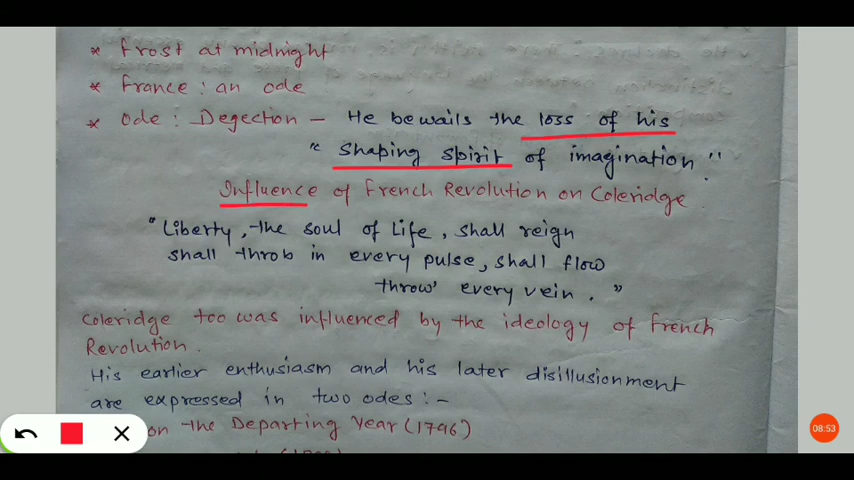 * Frost at midnight
* France: an ode
* Ode: Degection - He bewails the loss of his
"shaping spirit of imagination".
Influence of French Revolution on Coleridge
"Liberty, the soul of Life, shall reign
shall throb in every pulse, shall flow
throw' every vein."
Coleridge too was influenced by the ideology of French
Revolution.
His earlier enthusiasm and his later disillusionment
are expressed in two odes:-
on the Departing Year (1796)
08:53